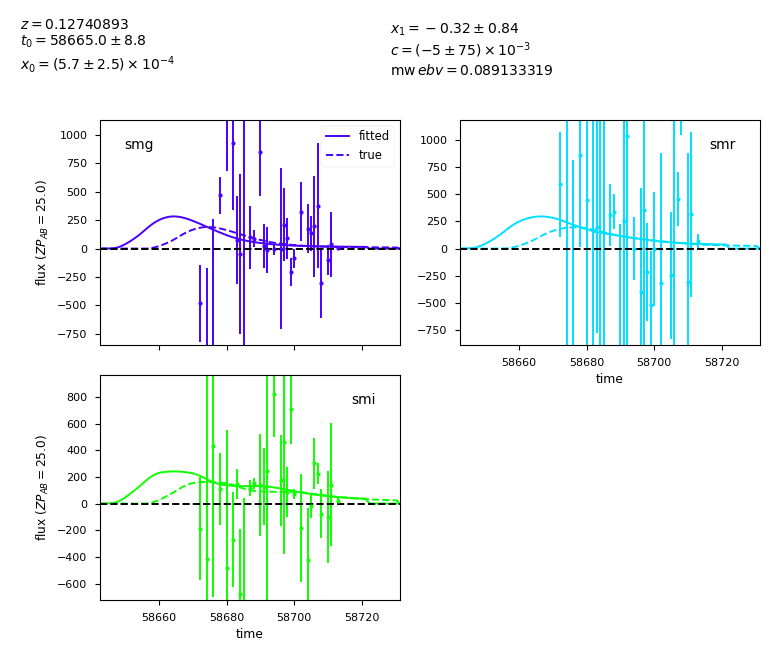 z = 0.12740893
t₀ = 58665.0 ± 8.8
x₀ = (5.7 ± 2.5) × 10⁻⁴
x₁ = −0.32 ± 0.84
c = (−5 ± 75) × 10⁻³
mw ebv = 0.089133319
smg
fitted
true
1000
750
500
250
0
−250
−500
−750
flux (ZP_AB = 25.0)
smr
1000
750
500
250
0
−250
−500
−750
58660 58680 58700 58720
time
smi
800
600
400
200
0
−200
−400
−600
flux (ZP_AB = 25.0)
58660 58680 58700 58720
time